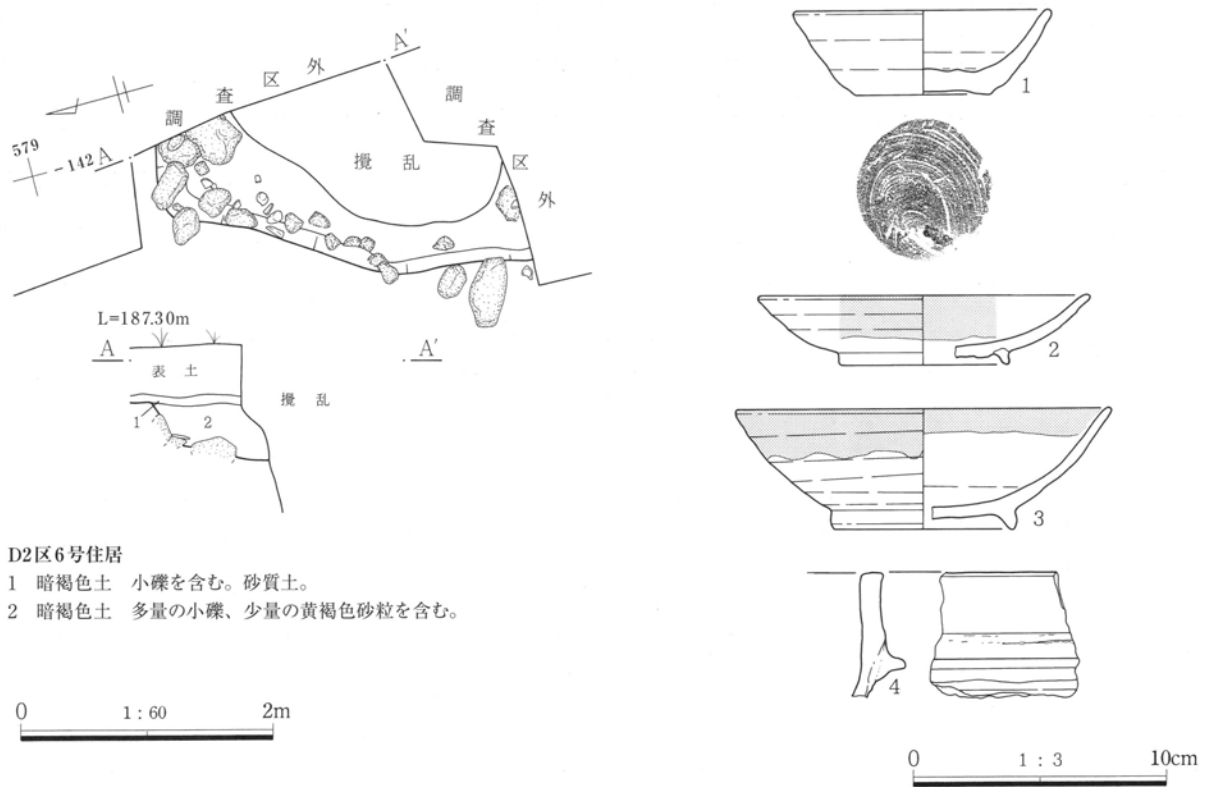 調査区外
A'
調査区外
579
-142 A
攪乱
L=187.30m
A
A'
表土
攪乱
1
2
D2区6号住居
1 暗褐色土 小礫を含む。砂質土。
2 暗褐色土 多量の小礫、少量の黄褐色砂粒を含む。
0 1:60 2m
1
2
3
4
0 1:3 10cm